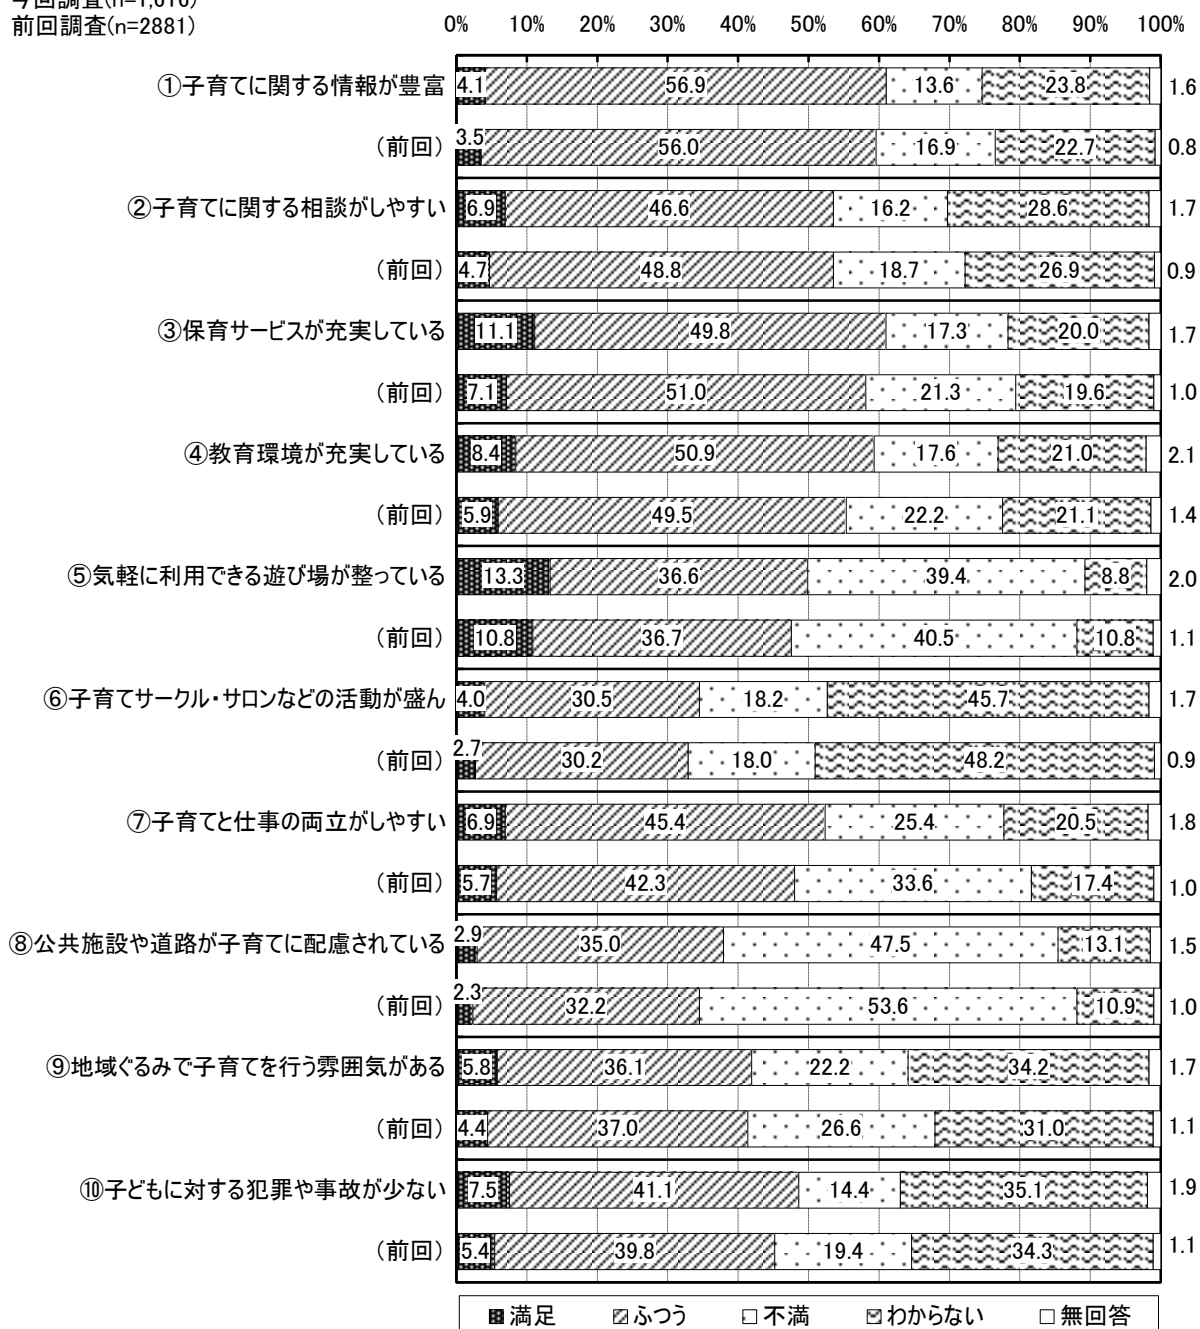 今回調査(n=1,616)
前回調査(n=2881)
0% 10% 20% 30% 40% 50% 60% 70% 80% 90% 100%
①子育てに関する情報が豊富 4.1 56.9 13.6 23.8 1.6
(前回) 3.5 56.0 16.9 22.7 0.8
②子育てに関する相談がしやすい 6.9 46.6 16.2 28.6 1.7
(前回) 4.7 48.8 18.7 26.9 0.9
③保育サービスが充実している 11.1 49.8 17.3 20.0 1.7
(前回) 7.1 51.0 21.3 19.6 1.0
④教育環境が充実している 8.4 50.9 17.6 21.0 2.1
(前回) 5.9 49.5 22.2 21.1 1.4
⑤気軽に利用できる遊び場が整っている 13.3 36.6 39.4 8.8 2.0
(前回) 10.8 36.7 40.5 10.8 1.1
⑥子育てサークル・サロンなどの活動が盛ん 4.0 30.5 18.2 45.7 1.7
(前回) 2.7 30.2 18.0 48.2 0.9
⑦子育てと仕事の両立がしやすい 6.9 45.4 25.4 20.5 1.8
(前回) 5.7 42.3 33.6 17.4 1.0
⑧公共施設や道路が子育てに配慮されている 2.9 35.0 47.5 13.1 1.5
(前回) 2.3 32.2 53.6 10.9 1.0
⑨地域ぐるみで子育てを行う雰囲気がある 5.8 36.1 22.2 34.2 1.7
(前回) 4.4 37.0 26.6 31.0 1.1
⑩子どもに対する犯罪や事故が少ない 7.5 41.1 14.4 35.1 1.9
(前回) 5.4 39.8 19.4 34.3 1.1
満足 ふつう 不満 わからない 無回答